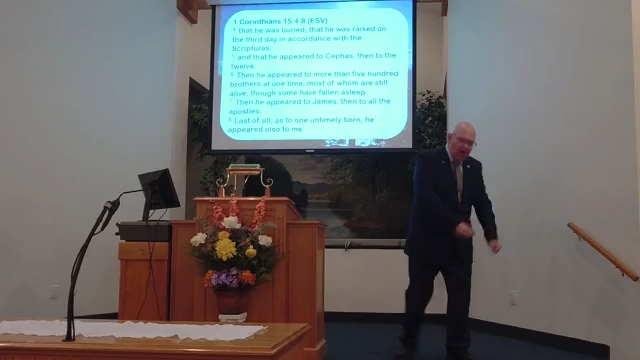 1 Corinthians 15:4-8 (ESV)
4 that he was buried, that he was raised on
the third day in accordance with the
Scriptures,
5 and that he appeared to Cephas, then to the
twelve.
6 Then he appeared to more than five hundred
brothers at one time, most of whom are still
alive, though some have fallen asleep.
7 Then he appeared to James, then to all the
apostles.
8 Last of all, as to one untimely born, he
appeared also to me.